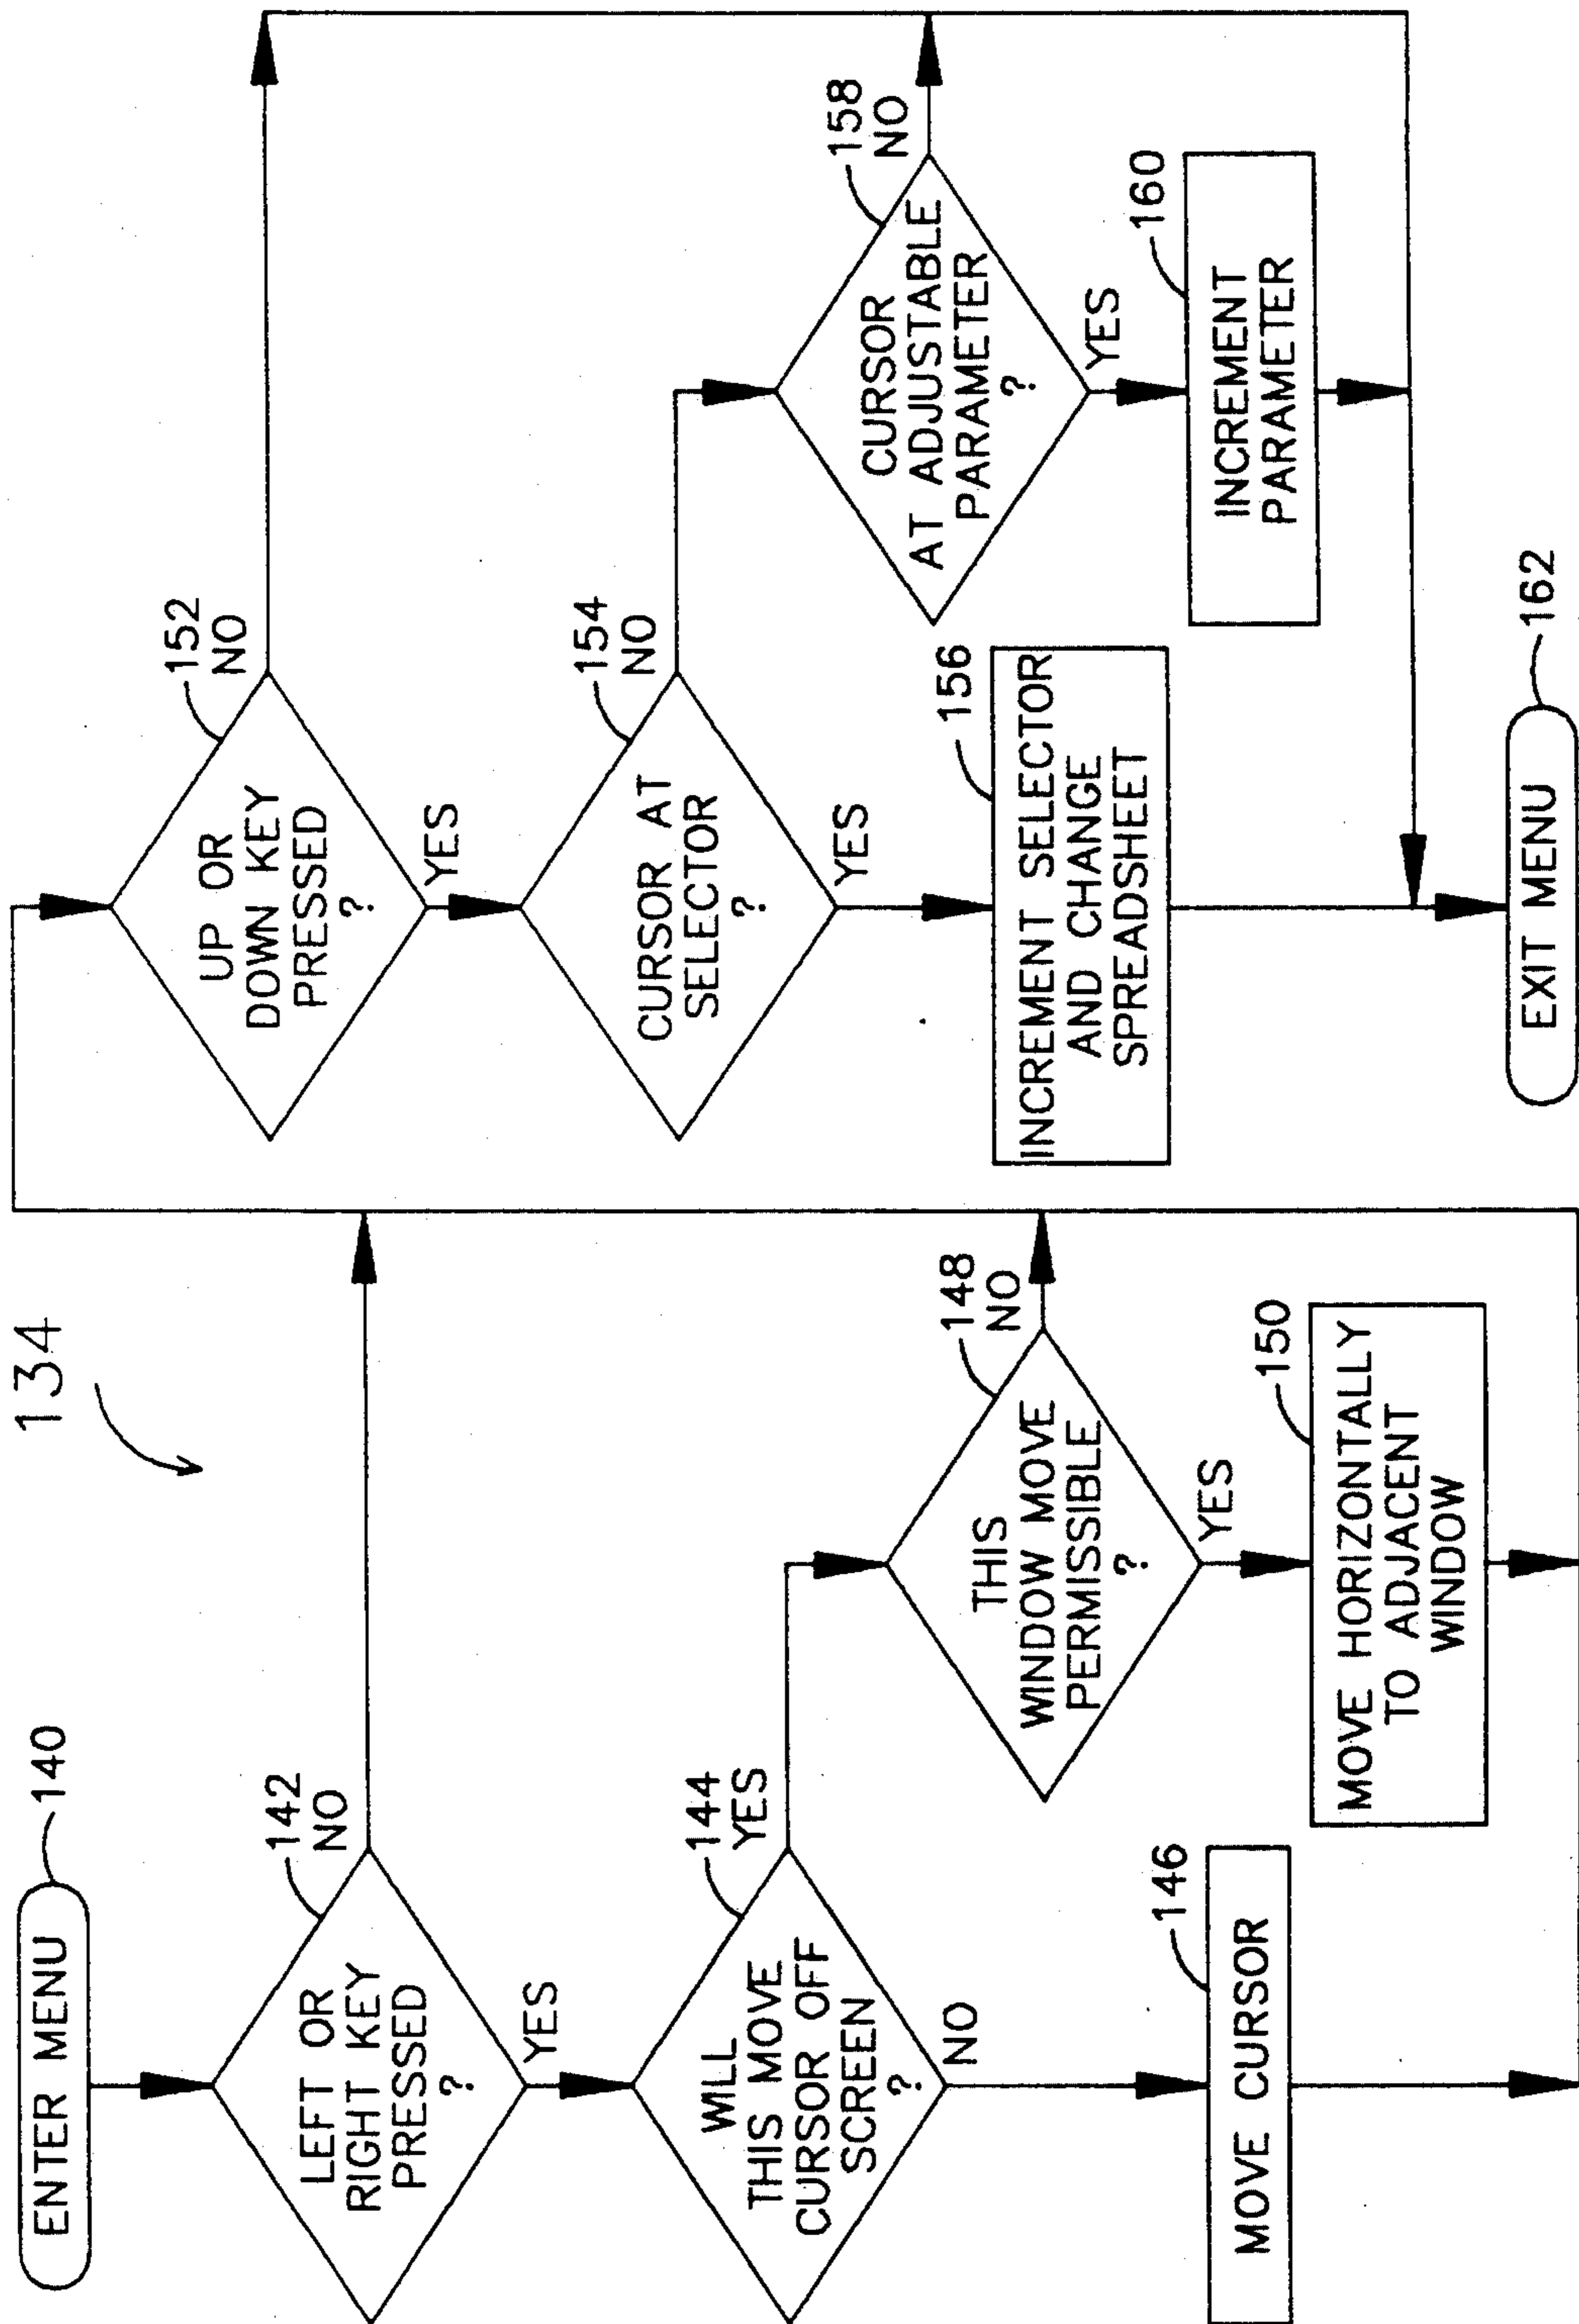 134
ENTER MENU
140
LEFT OR
RIGHT KEY
PRESSED
?
142
NO
YES
WILL
THIS MOVE
CURSOR OFF
SCREEN
?
144
YES
NO
MOVE CURSOR
146
THIS
WINDOW MOVE
PERMISSIBLE
?
148
NO
YES
MOVE HORIZONTALLY
TO ADJACENT
WINDOW
150
UP OR
DOWN KEY
PRESSED
?
152
NO
YES
CURSOR AT
SELECTOR
?
154
NO
YES
INCREMENT SELECTOR
AND CHANGE
SPREADSHEET
156
CURSOR
AT ADJUSTABLE
PARAMETER
?
158
NO
YES
INCREMENT
PARAMETER
160
EXIT MENU
162